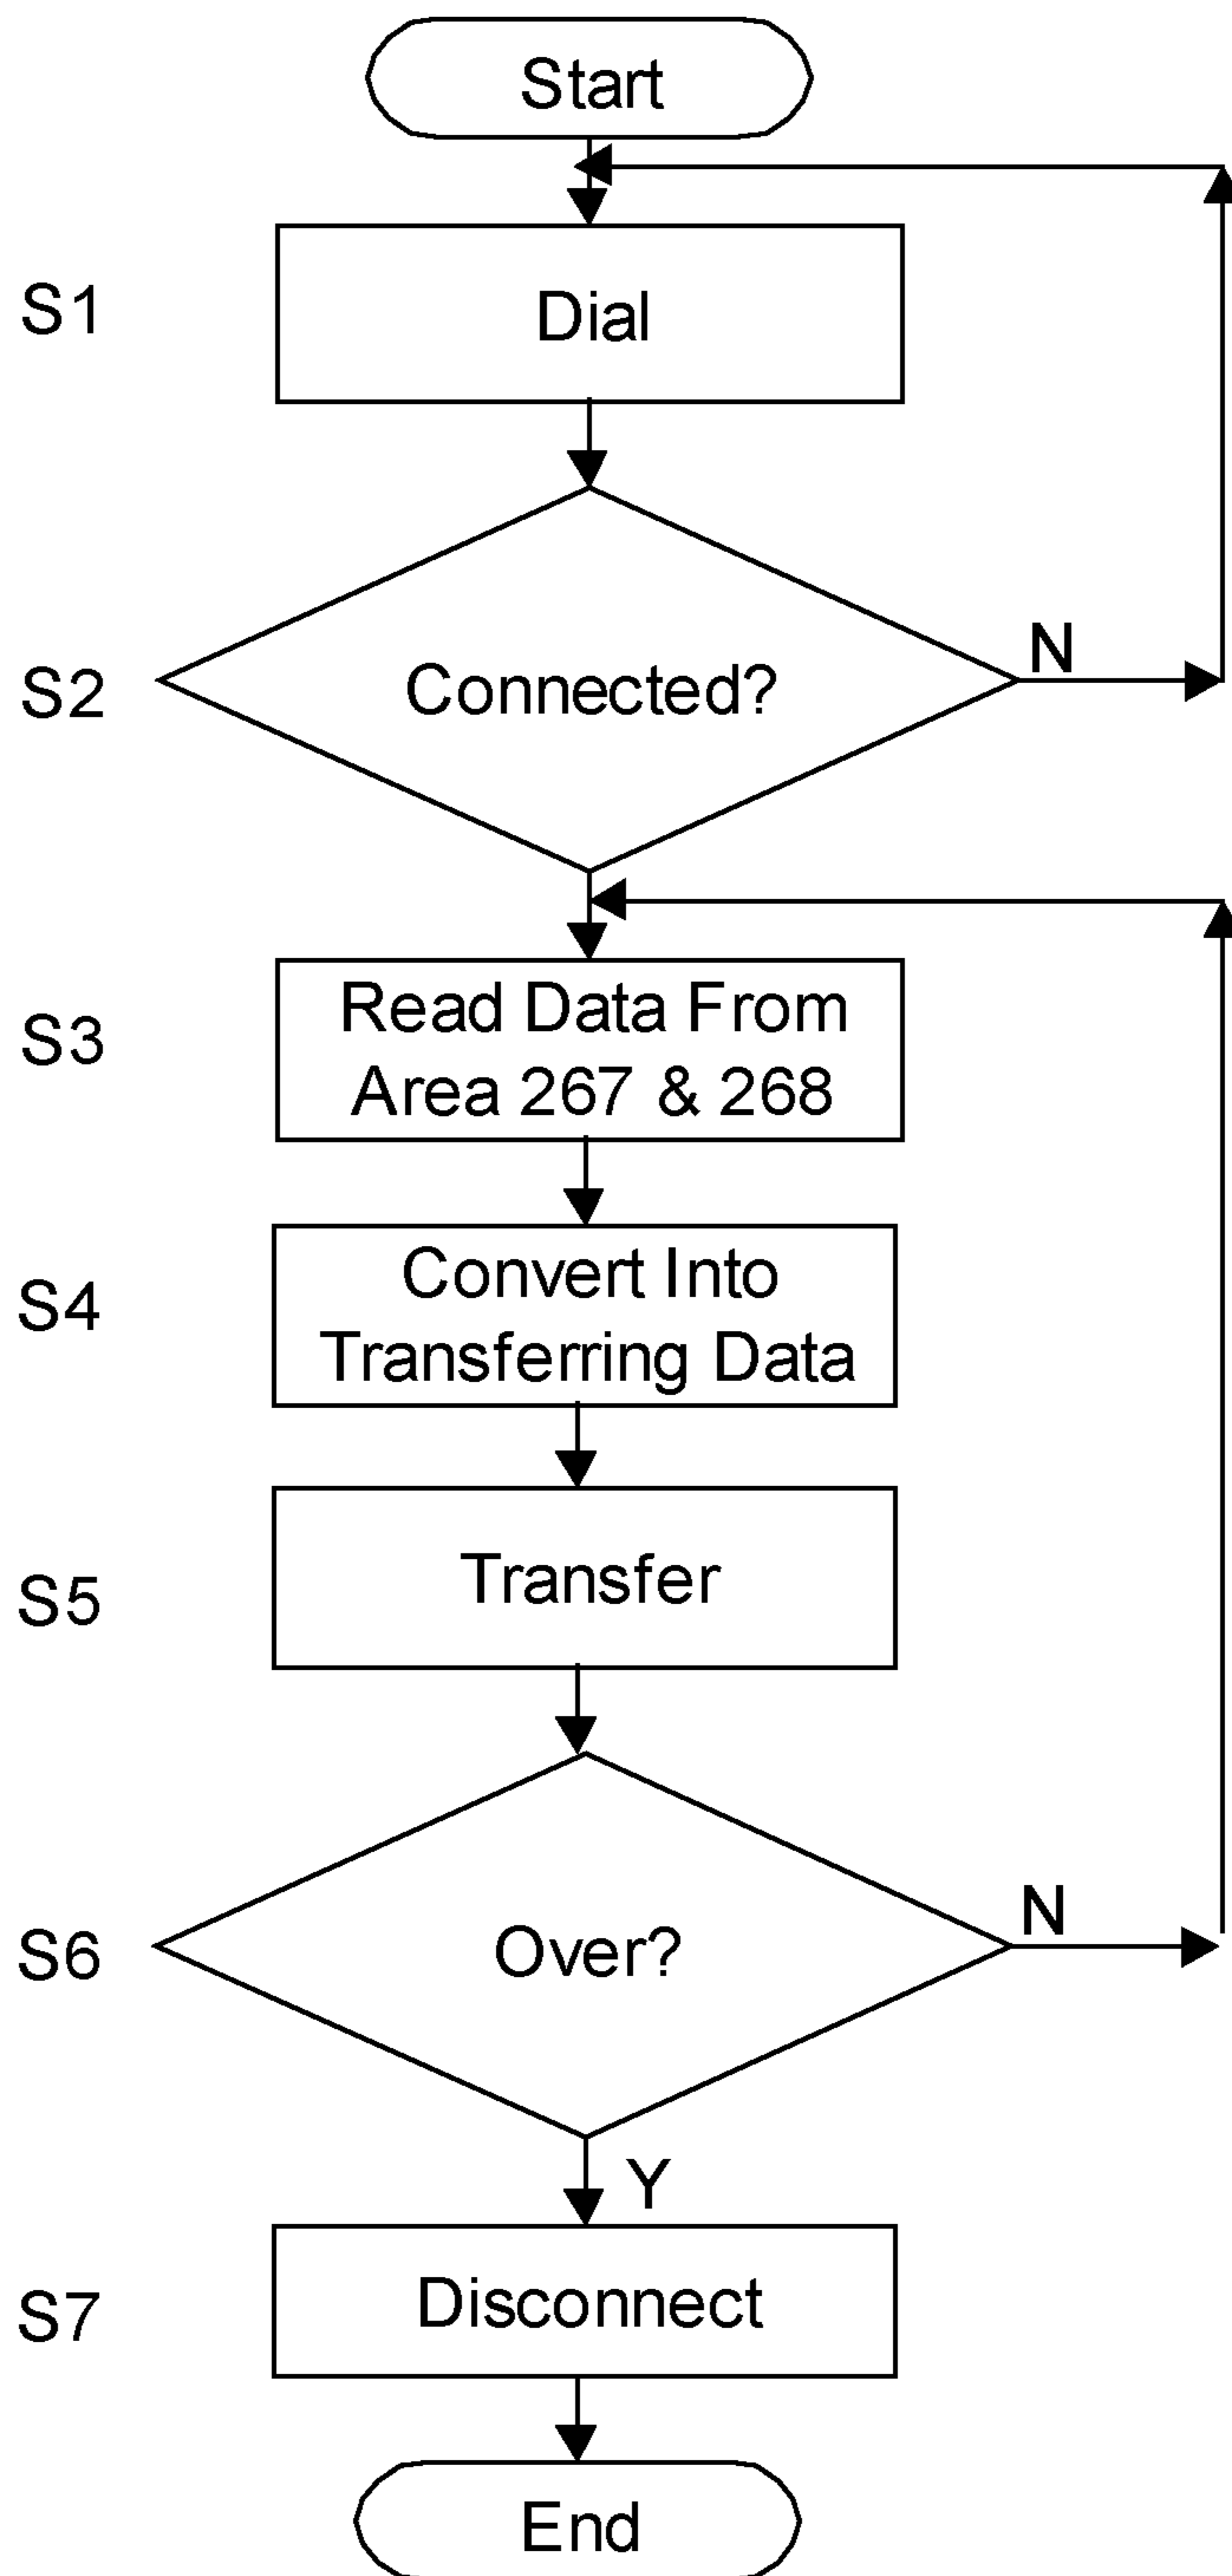 Start
S1
Dial
S2
Connected?
N
S3
Read Data From
Area 267 & 268
S4
Convert Into
Transferring Data
S5
Transfer
S6
Over?
N
Y
S7
Disconnect
End